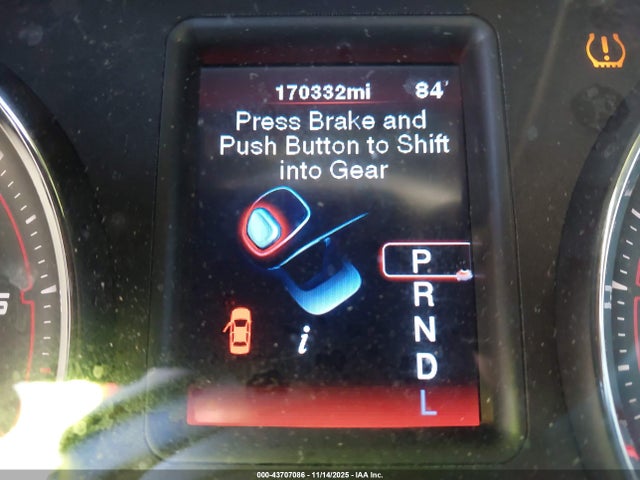 170332mi 84'
Press Brake and
Push Button to Shift
into Gear
P
R
N
D
i
L
000-43707086 - 11/14/2025 - IAA Inc.